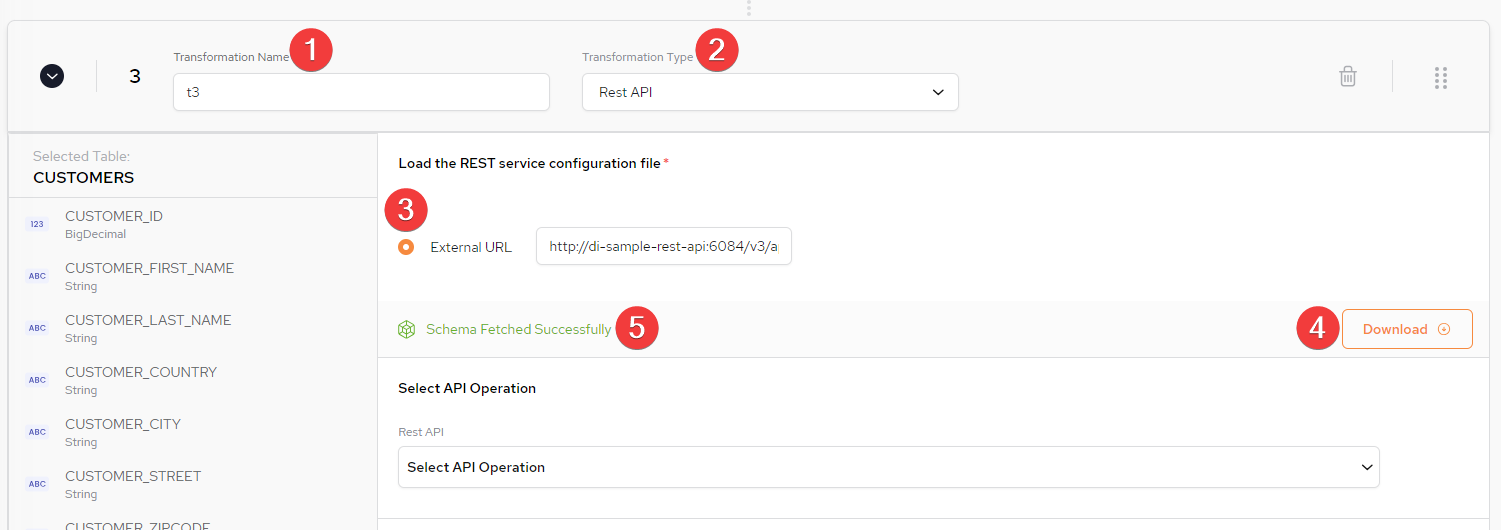 Transformation Name 1
Transformation Type 2
3
t3
Rest API
Selected Table:
CUSTOMERS
123
CUSTOMER_ID
BigDecimal
ABC
CUSTOMER_FIRST_NAME
String
ABC
CUSTOMER_LAST_NAME
String
ABC
CUSTOMER_COUNTRY
String
ABC
CUSTOMER_CITY
String
ABC
CUSTOMER_STREET
String
CUSTOMER_ZIPCODE
Load the REST service configuration file *
3
External URL
http://di-sample-rest-api:6084/v3/a
Schema Fetched Successfully 5
4 Download
Select API Operation
Rest API
Select API Operation